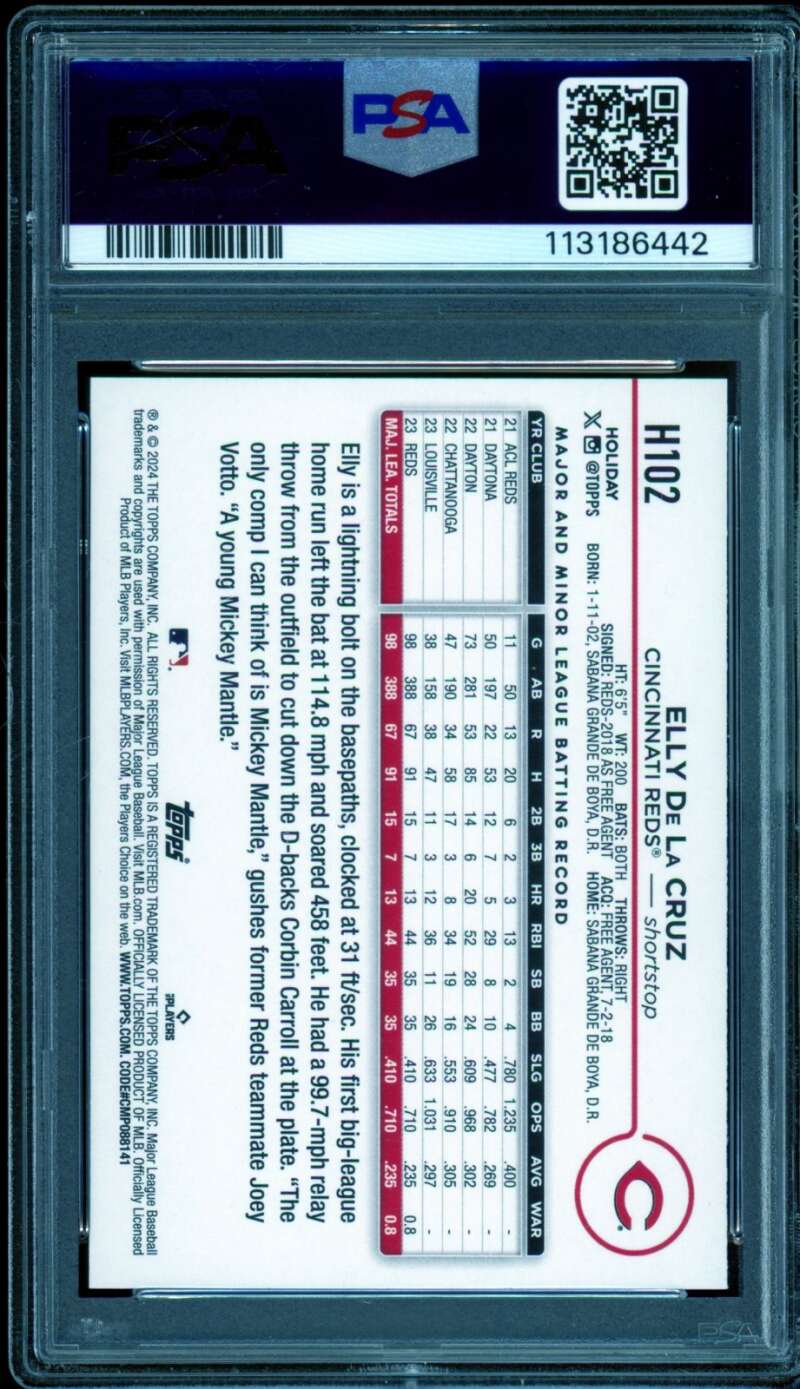 PSA
PSA
113186442
H102
ELLY DE LA CRUZ
CINCINNATI REDS® — shortstop
HOLIDAY
HT: 6'5" WT: 200 BATS: BOTH THROWS: RIGHT
SIGNED: REDS-2018 AS FREE AGENT ACQ: FREE AGENT, 7-2-18
X @TOPPS BORN: 1-11-02, SABANA GRANDE DE BOYA, D.R. HOME: SABANA GRANDE DE BOYA, D.R.
C
MAJOR AND MINOR LEAGUE BATTING RECORD
YR CLUB G AB R H 2B 3B HR RBI SB BB SLG OPS AVG WAR
21 ACL REDS 11 50 13 20 6 2 3 13 2 4 .780 1.235 .400 -
21 DAYTONA 50 197 22 53 12 7 5 29 8 10 .477 .782 .269 -
22 DAYTON 73 281 53 85 14 6 20 52 28 24 .609 .968 .302 -
22 CHATTANOOGA 47 190 34 58 17 3 8 34 19 16 .553 .910 .305 -
23 LOUISVILLE 38 158 38 47 11 3 12 36 11 26 .633 1.031 .297 -
23 REDS 98 388 67 91 15 7 13 44 35 35 .410 .710 .235 0.8
MAJ. LEA. TOTALS 98 388 67 91 15 7 13 44 35 35 .410 .710 .235 0.8
Elly is a lightning bolt on the basepaths, clocked at 31 ft/sec. His first big-league
home run left the bat at 114.8 mph and soared 458 feet. He had a 99.7-mph relay
throw from the outfield to cut down the D-backs Corbin Carroll at the plate. "The
only comp I can think of is Mickey Mantle," gushes former Reds teammate Joey
Votto. "A young Mickey Mantle."
topps
PLAYERS
® & © 2024 THE TOPPS COMPANY, INC. ALL RIGHTS RESERVED. TOPPS IS A REGISTERED TRADEMARK OF THE TOPPS COMPANY, INC. Major League Baseball
trademarks and copyrights are used with permission of Major League Baseball. Visit MLB.com. OFFICIALLY LICENSED PRODUCT OF MLB. Officially Licensed
Product of MLB Players, Inc. Visit MLBPLAYERS.COM, the Players Choice on the web. WWW.TOPPS.COM. CODE#CMP088141
PSA